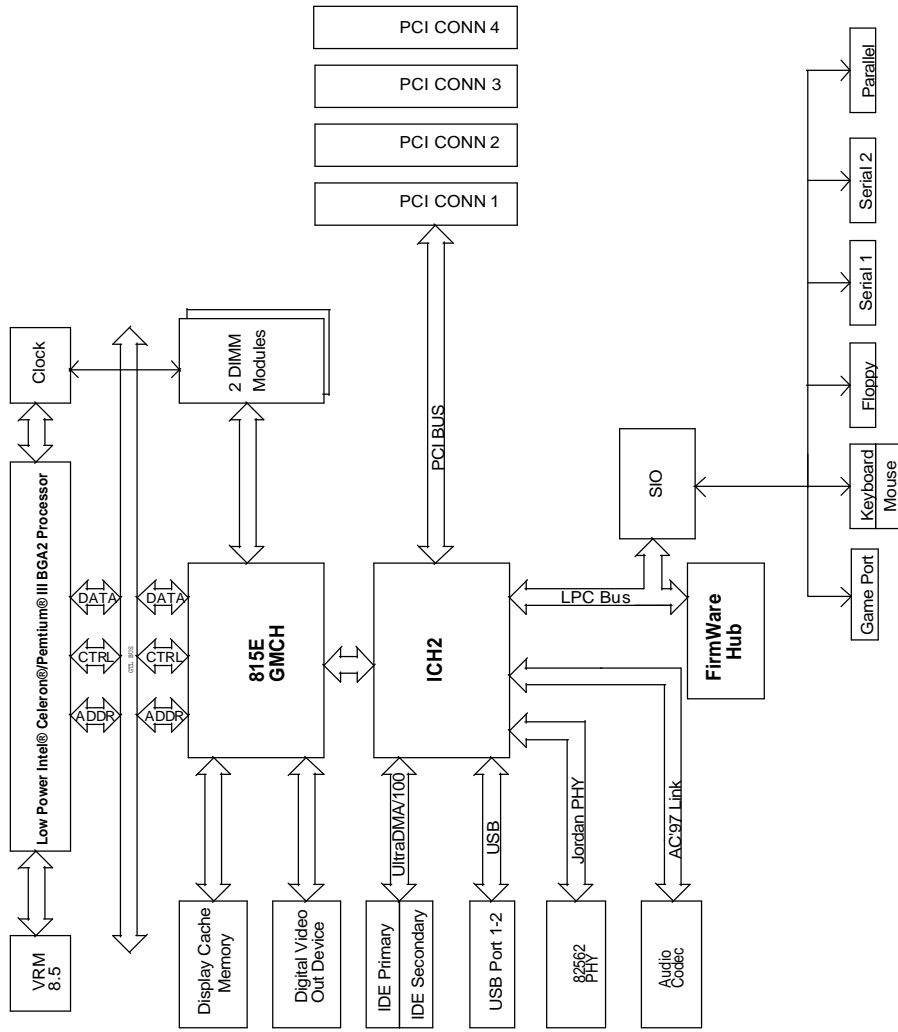 VRM
8.5
Low Power Intel® Celeron®/Pemtium® III BGA2 Processor
Clock
ADDR
CTRL
DATA
GTL BUS
ADDR
CTRL
DATA
Display Cache
Memory
Digital Video
Out Device
815E
GMCH
2 DIMM
Modules
IDE Primary
IDE Secondary
UltraDMA/100
USB Port 1-2
USB
ICH2
PCI BUS
PCI CONN 1
PCI CONN 2
PCI CONN 3
PCI CONN 4
82562
PHY
Jordan PHY
Audio
Codec
AC'97 Link
LPC Bus
FirmWare
Hub
SIO
Game Port
Keyboard
Mouse
Floppy
Serial 1
Serial 2
Parallel